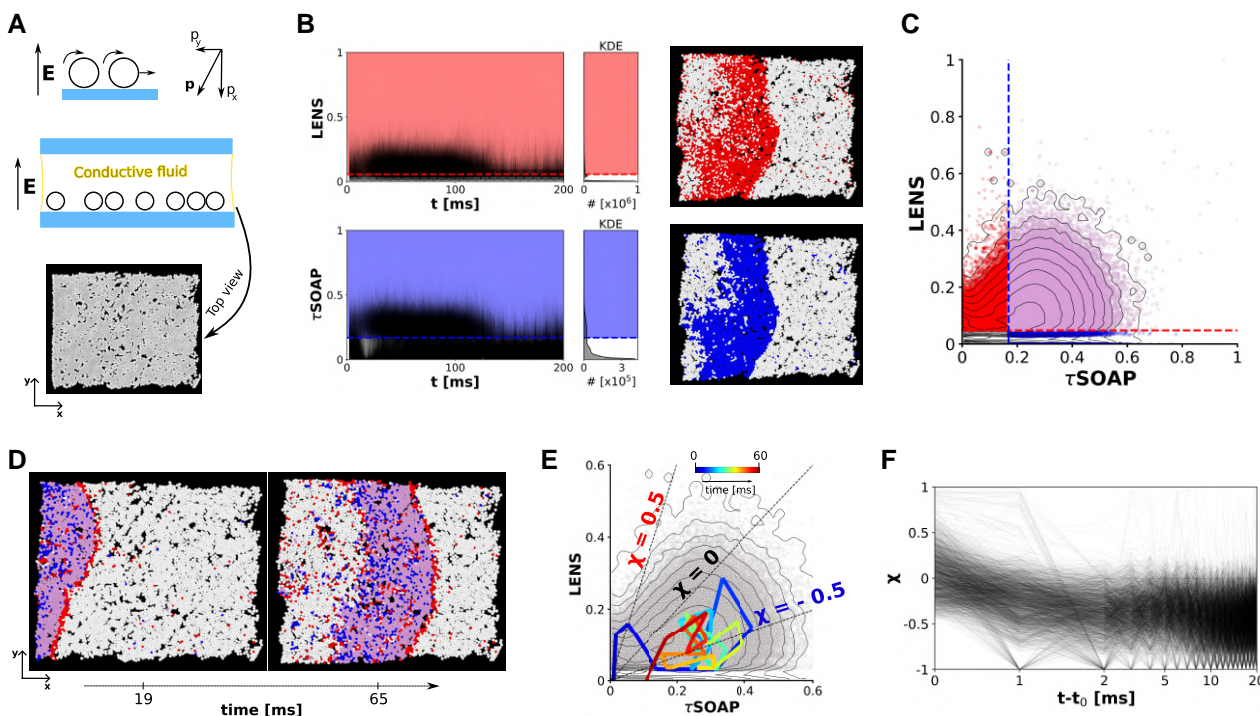 A
E
p_y
p
p_x
E
Conductive fluid
Top view
y
x
B
1
0.5
0
LENS
0
100
200
t [ms]
KDE
0
1
# [x10⁶]
1
0.5
0
τSOAP
0
100
200
t [ms]
KDE
0
3
# [x10⁵]
C
1
0.8
0.6
0.4
0.2
0
LENS
0
0.2
0.4
0.6
0.8
1
τSOAP
D
y
x
19
65
time [ms]
E
0
60
time [ms]
0.6
0.4
0.2
0
LENS
χ = 0.5
χ = 0
χ = - 0.5
0
0.2
0.4
0.6
τSOAP
F
1
0.5
0
-0.5
-1
χ
0
1
2
5
10
20
t-t₀ [ms]